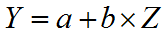 Y = a + b × Z